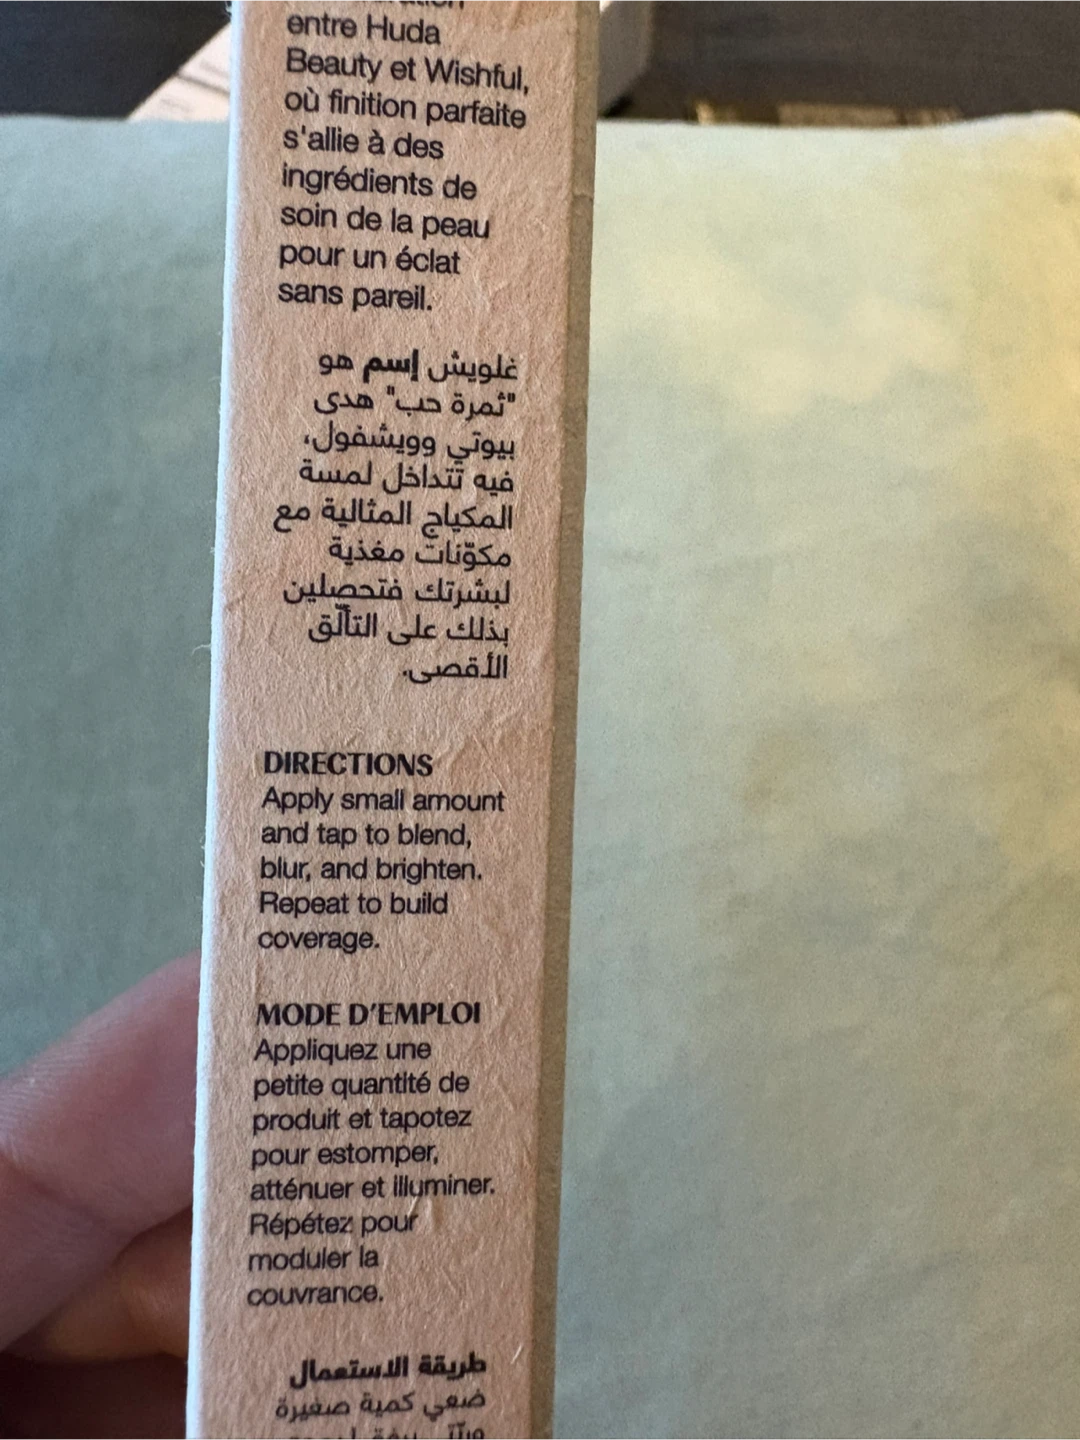 entre Huda
Beauty et Wishful,
où finition parfaite
s'allie à des
ingrédients de
soin de la peau
pour un éclat
sans pareil.
غلويش إسم هو
"ثمرة حب" هدى
بيوتي وويشفول،
فيه تتداخل لمسة
المكياج المثالية مع
مكوّنات مغذية
لبشرتك فتحصلين
بذلك على التألّق
الأقصى.
DIRECTIONS
Apply small amount
and tap to blend,
blur, and brighten.
Repeat to build
coverage.
MODE D'EMPLOI
Appliquez une
petite quantité de
produit et tapotez
pour estomper,
atténuer et illuminer.
Répétez pour
moduler la
couvrance.
طريقة الاستعمال
ضعي كمية صغيرة